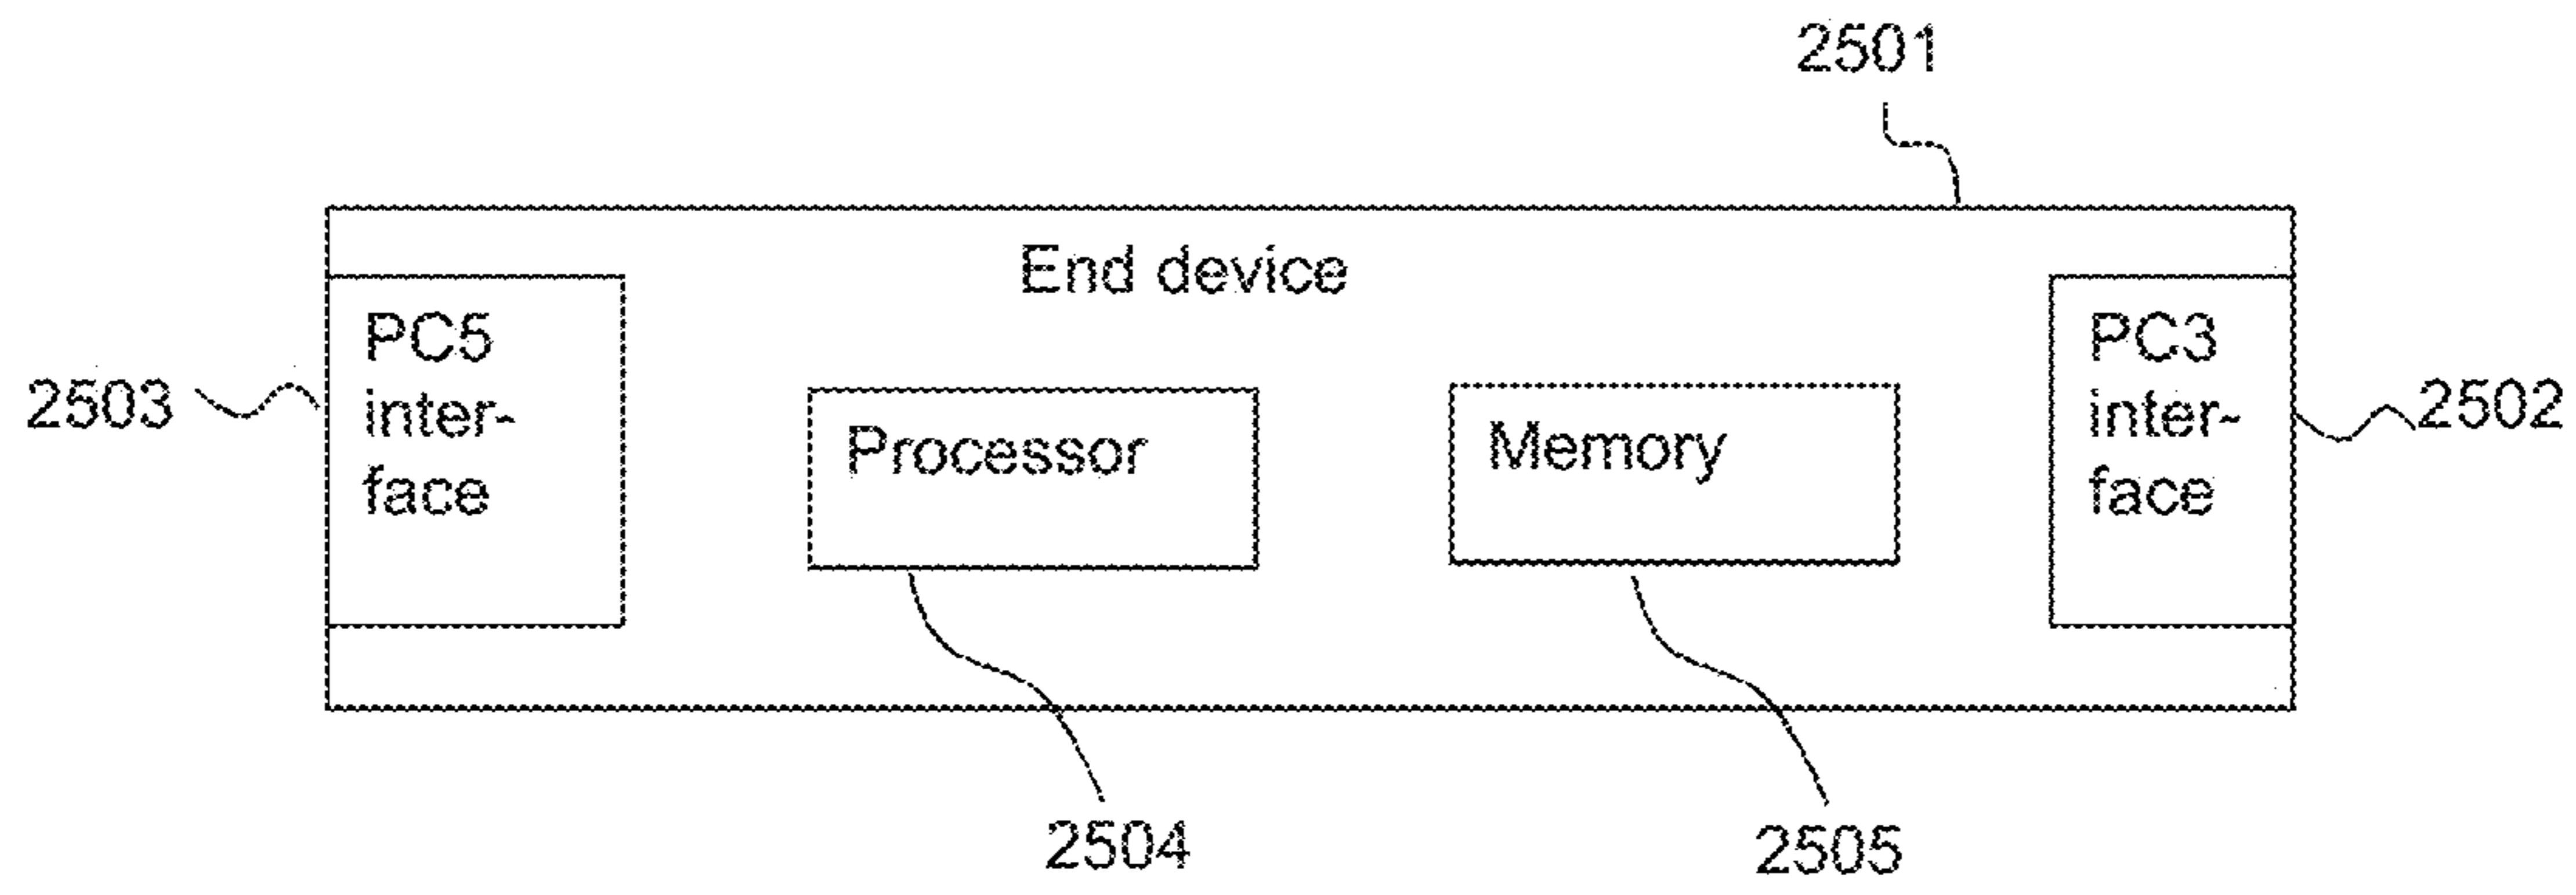 2501
End device
PC5
inter-
face
PC3
inter-
face
2503
2502
Processor
Memory
2504
2505